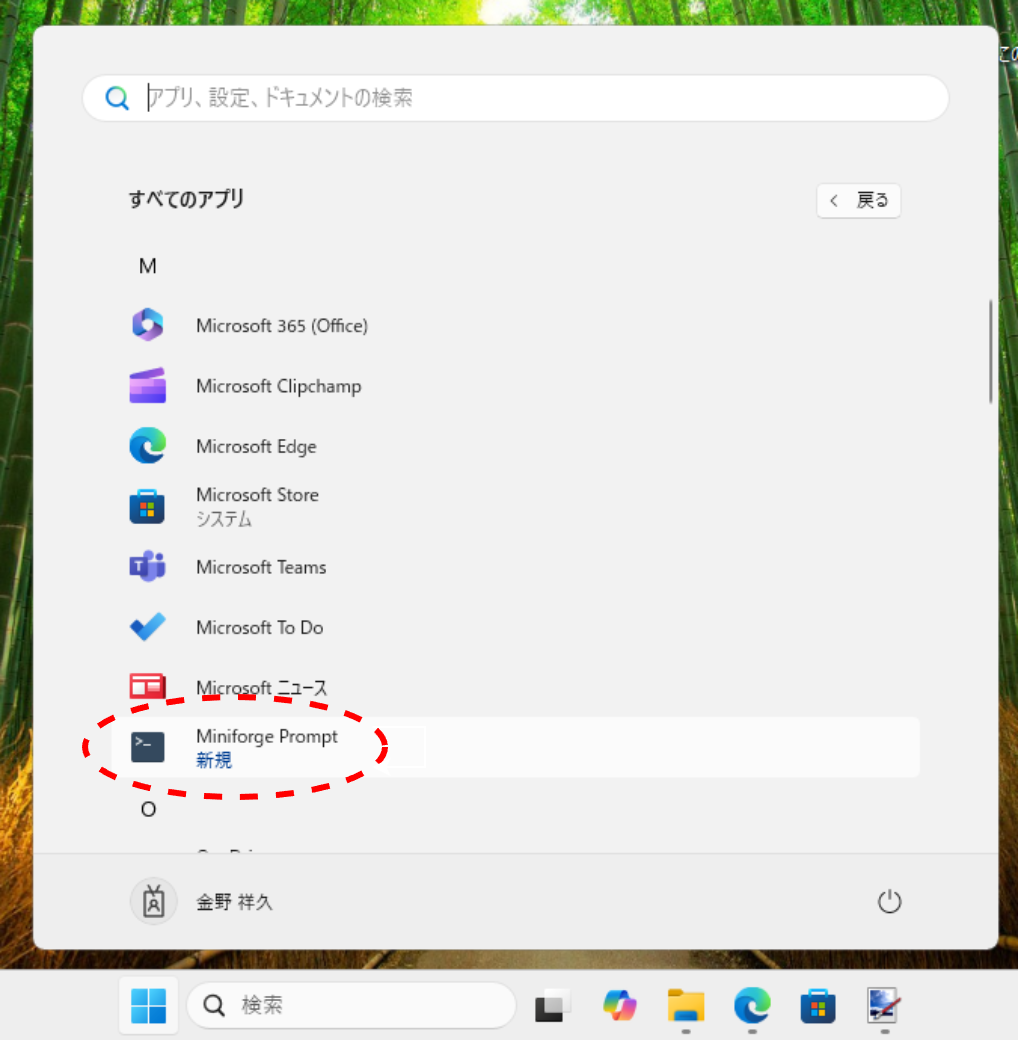 アプリ、設定、ドキュメントの検索
すべてのアプリ
戻る
M
Microsoft 365 (Office)
Microsoft Clipchamp
Microsoft Edge
Microsoft Store
システム
Microsoft Teams
Microsoft To Do
Microsoft ニュース
Miniforge Prompt
新規
O
金野 祥久
検索